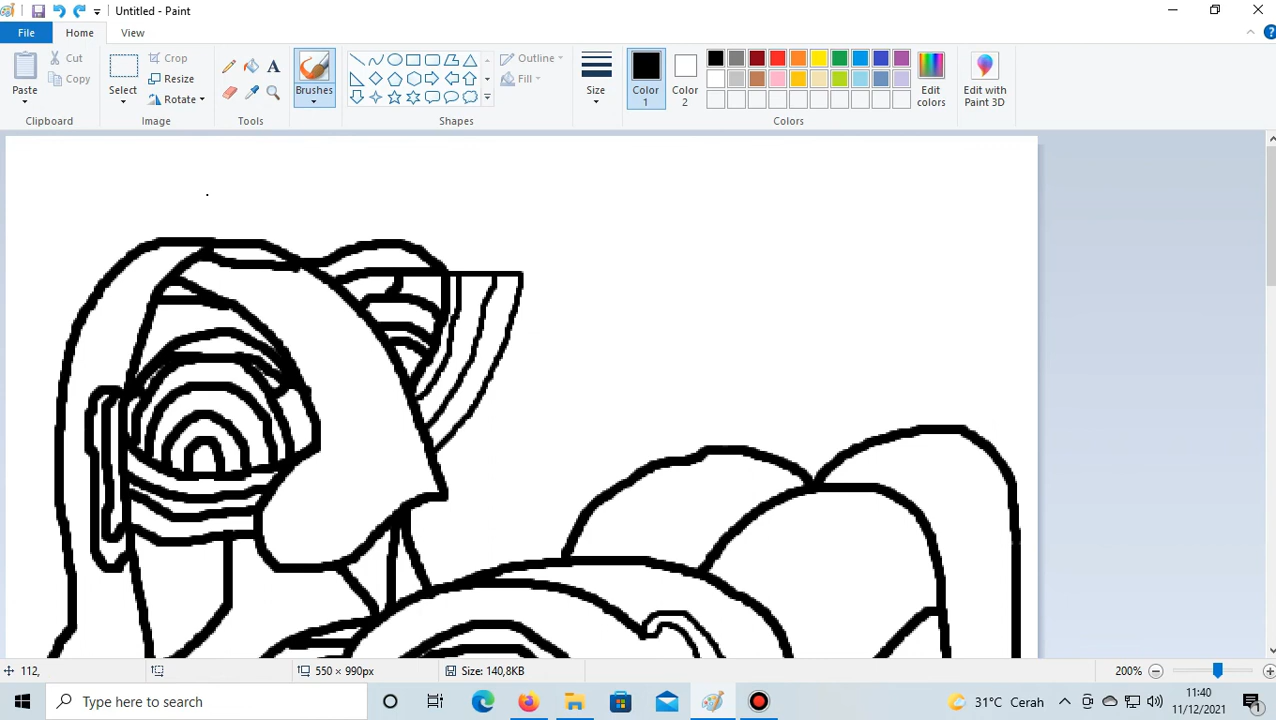 Untitled - Paint
File Home View
Paste Cut Copy Select Crop Resize Rotate Brushes Outline Fill Size Color 1 Color 2 Edit colors Edit with Paint 3D
Clipboard Image Tools Shapes Colors
112, 550 × 990px Size: 140,8KB 200%
Type here to search 31°C Cerah 11:40
11/12/2021